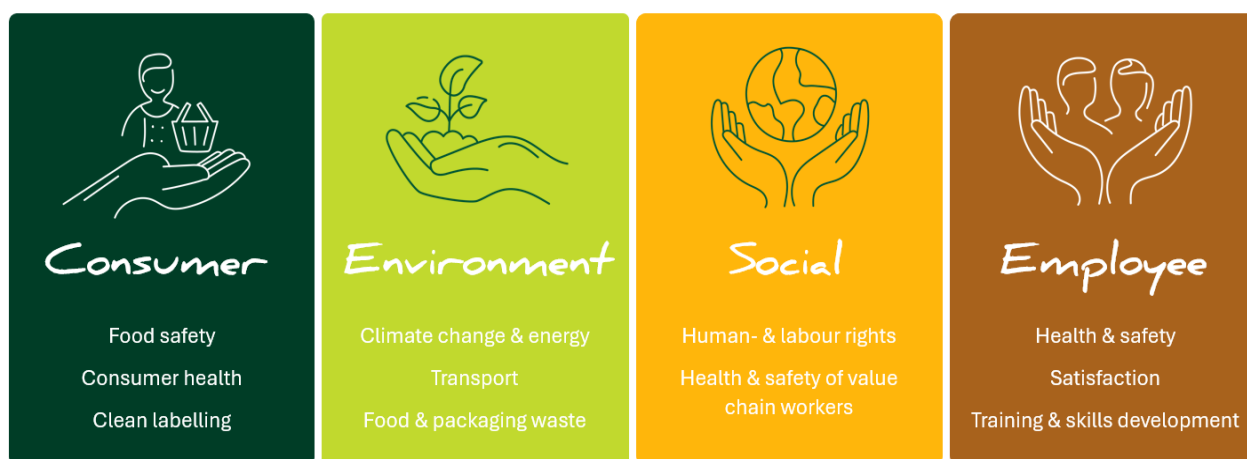 Consumer
Food safety
Consumer health
Clean labelling
Environment
Climate change & energy
Transport
Food & packaging waste
Social
Human- & labour rights
Health & safety of value
chain workers
Employee
Health & safety
Satisfaction
Training & skills development